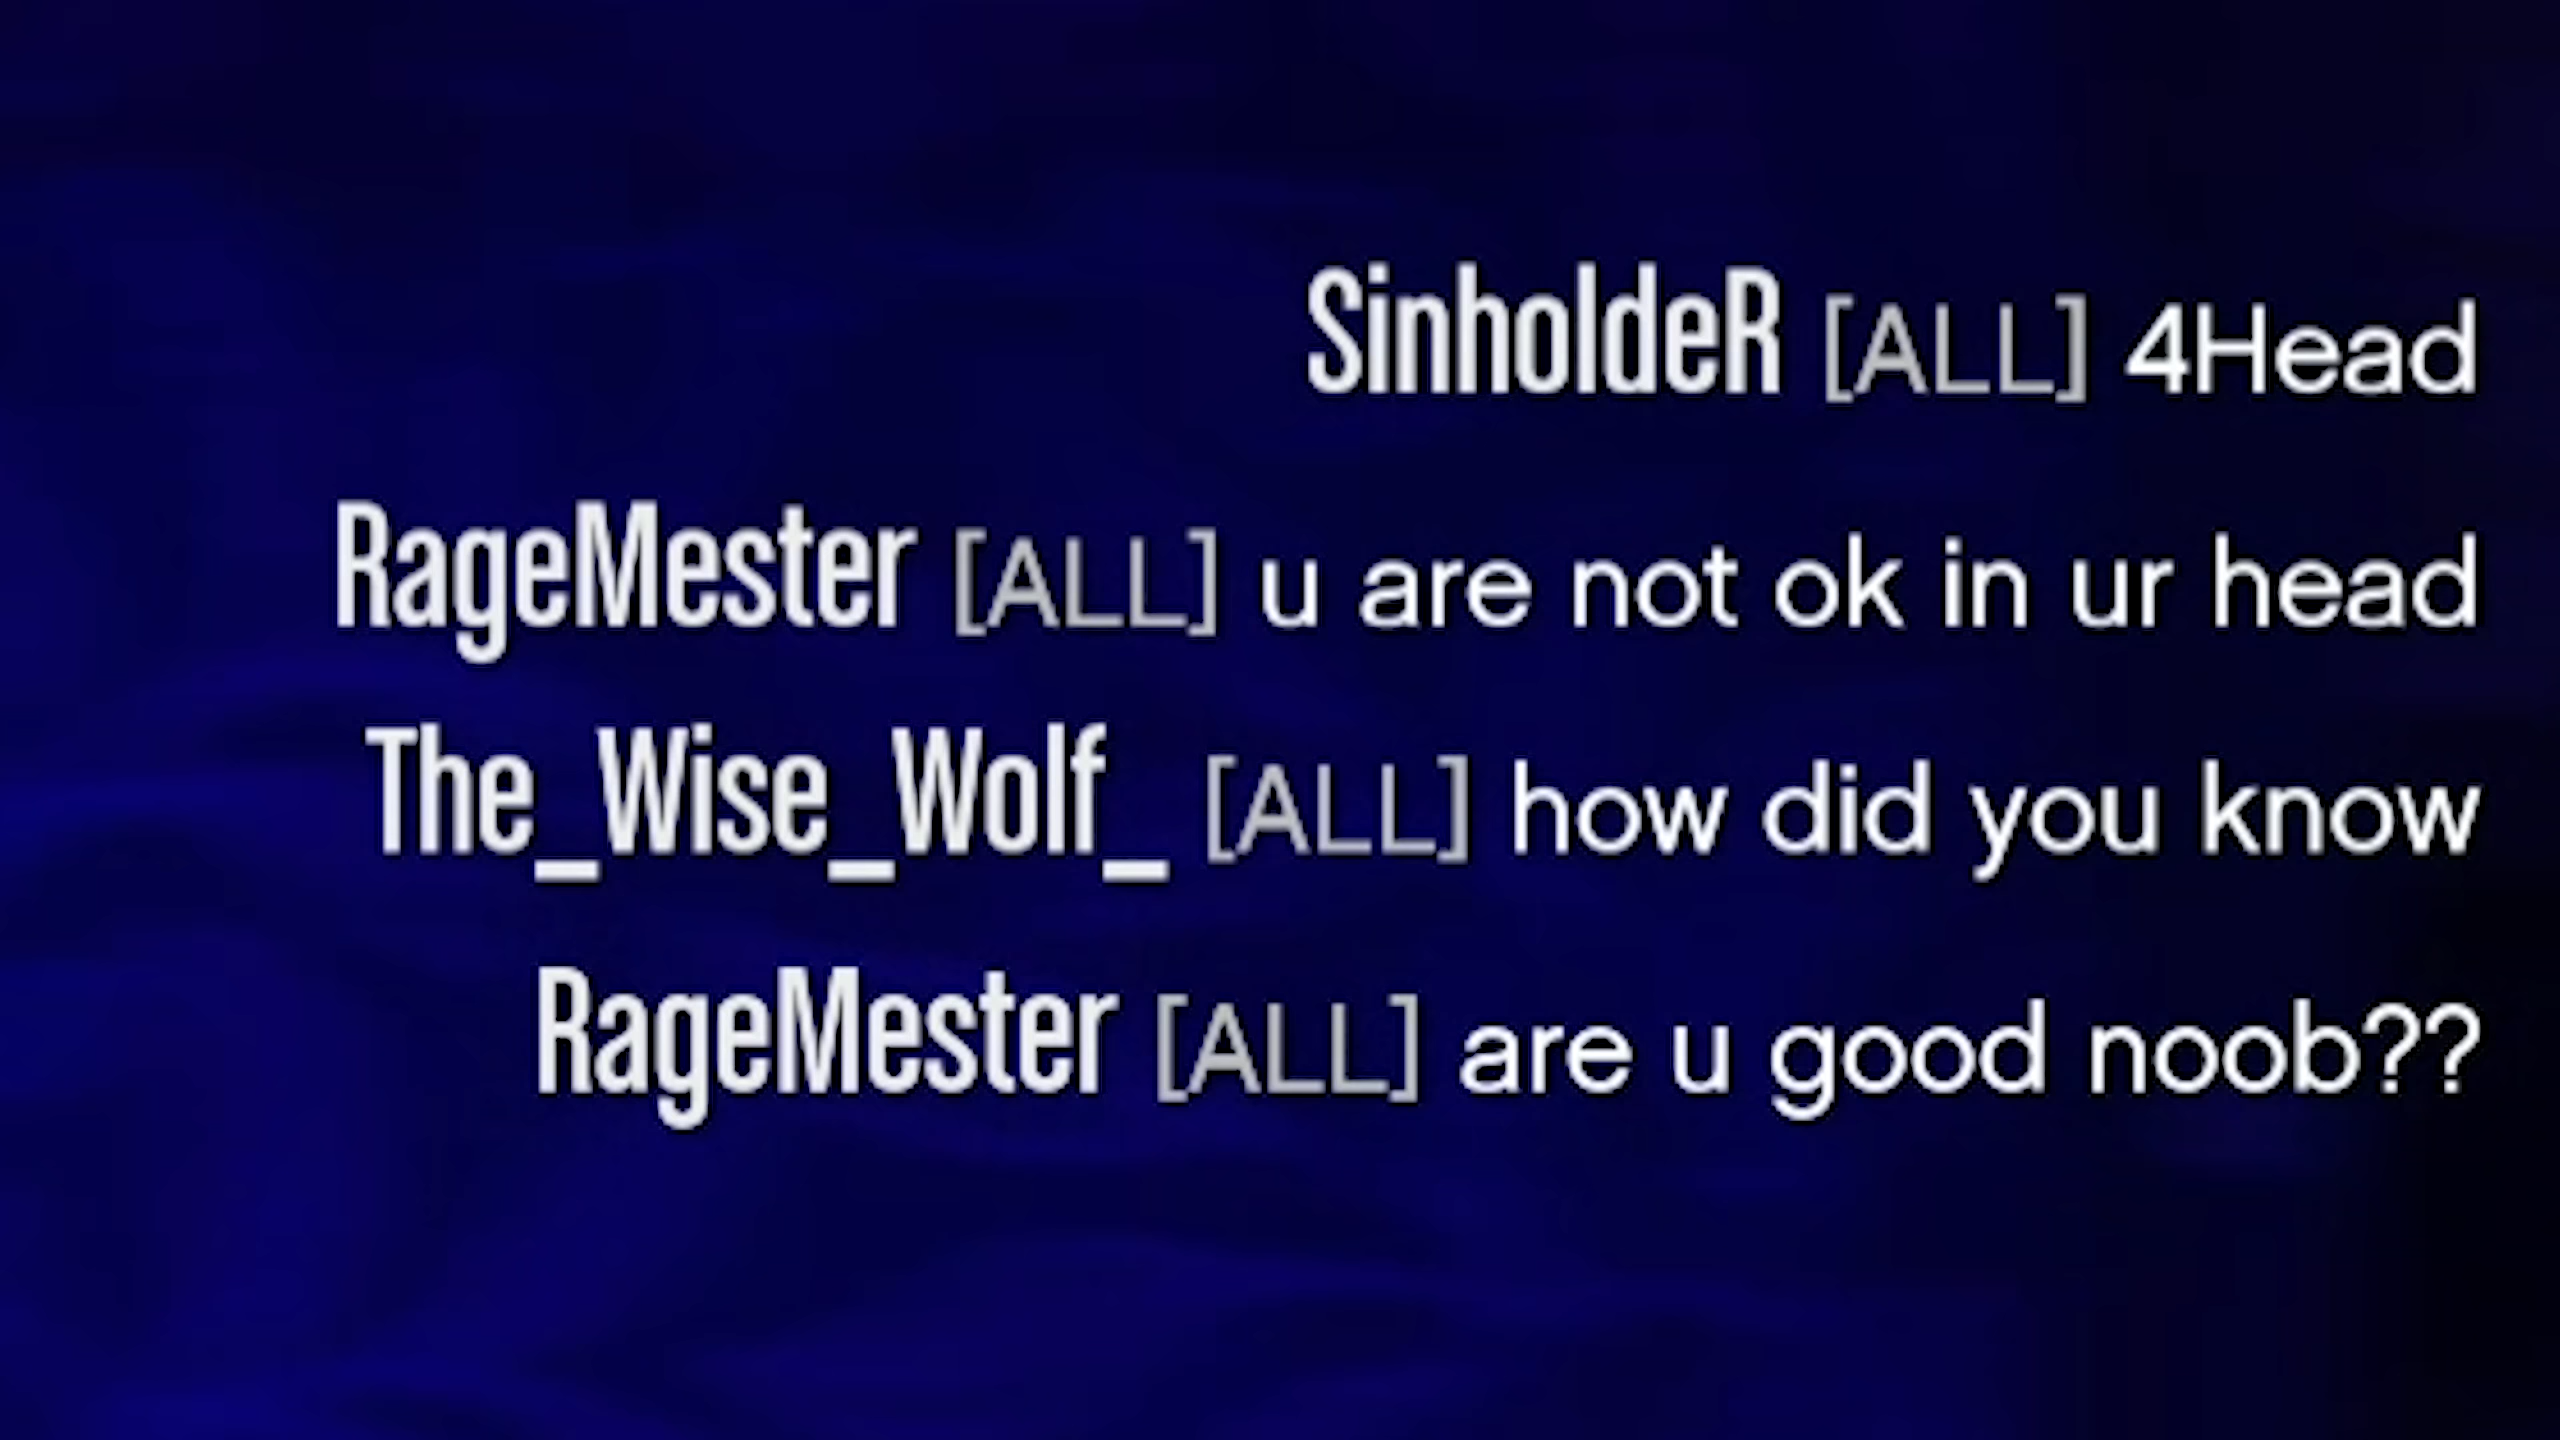 SinholdeR [ALL] 4Head
RageMester [ALL] u are not ok in ur head
The_Wise_Wolf_ [ALL] how did you know
RageMester [ALL] are u good noob??